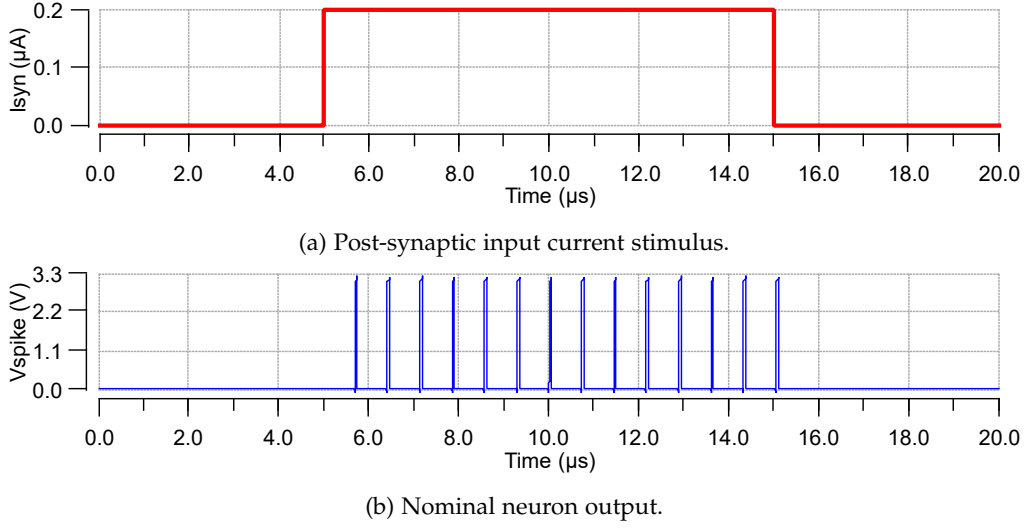 Isyn (µA)
0.2
0.1
0.0
0.0 2.0 4.0 6.0 8.0 10.0 12.0 14.0 16.0 18.0 20.0
Time (µs)
(a) Post-synaptic input current stimulus.
Vspike (V)
3.3
2.2
1.1
0.0
0.0 2.0 4.0 6.0 8.0 10.0 12.0 14.0 16.0 18.0 20.0
Time (µs)
(b) Nominal neuron output.